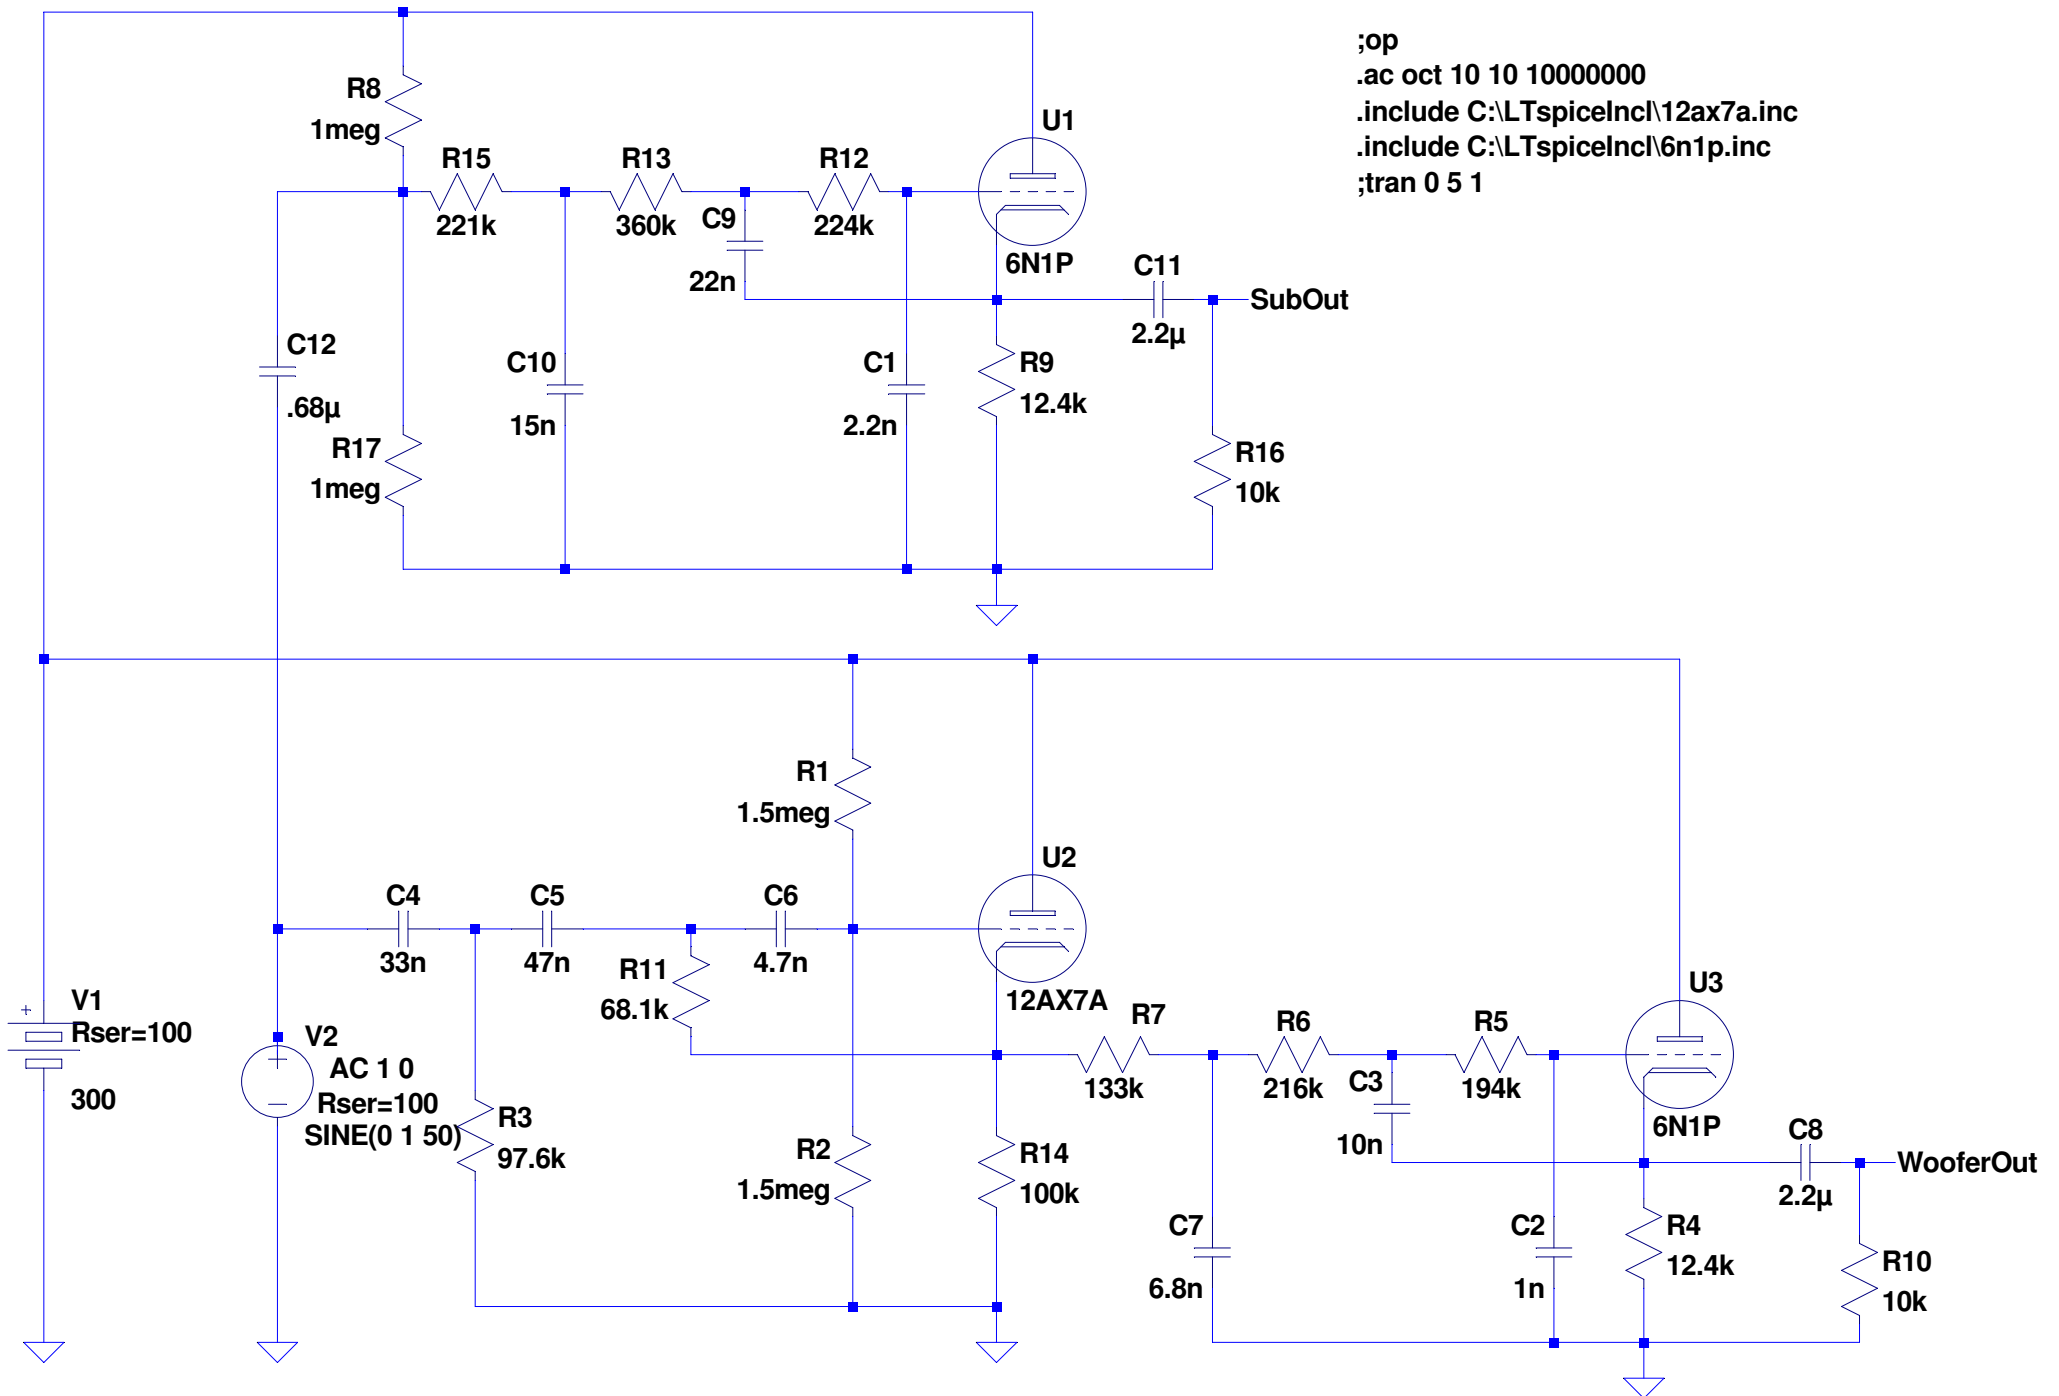 ;op
.ac oct 10 10 10000000
.include C:\LTspiceIncl\12ax7a.inc
.include C:\LTspiceIncl\6n1p.inc
;tran 0 5 1
R8
1meg
U1
R15
221k
R13
360k
R12
224k
C9
22n
6N1P
C11
2.2µ
SubOut
C12
.68µ
C10
15n
C1
2.2n
R9
12.4k
R17
1meg
R16
10k
R1
1.5meg
U2
C4
33n
C5
47n
C6
4.7n
R11
68.1k
12AX7A
V1
Rser=100
300
V2
AC 1 0
Rser=100
SINE(0 1 50)
R3
97.6k
R2
1.5meg
R14
100k
R7
133k
R6
216k
R5
194k
U3
C3
10n
6N1P
C8
2.2µ
WooferOut
C7
6.8n
C2
1n
R4
12.4k
R10
10k